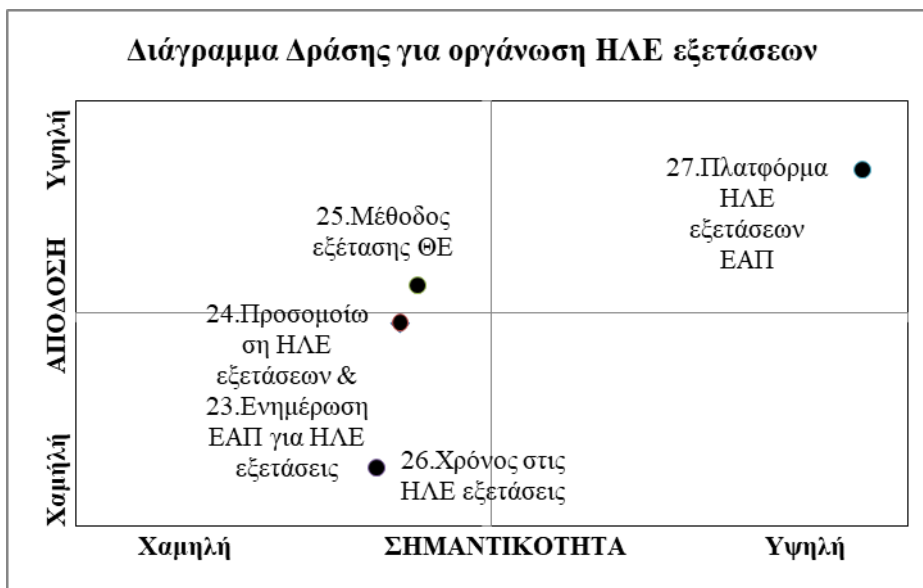 Διάγραμμα Δράσης για οργάνωση ΗΛΕ εξετάσεων
Υψηλή
ΑΠΟΔΟΣΗ
Χαμήλή
27.Πλατφόρμα
ΗΛΕ
εξετάσεων
ΕΑΠ
25.Μέθοδος
εξέτασης ΘΕ
24.Προσομοίω
ση ΗΛΕ
εξετάσεων &
23.Ενημέρωση
ΕΑΠ για ΗΛΕ
εξετάσεις
26.Χρόνος στις
ΗΛΕ εξετάσεις
Χαμηλή
ΣΗΜΑΝΤΙΚΟΤΗΤΑ
Υψηλή